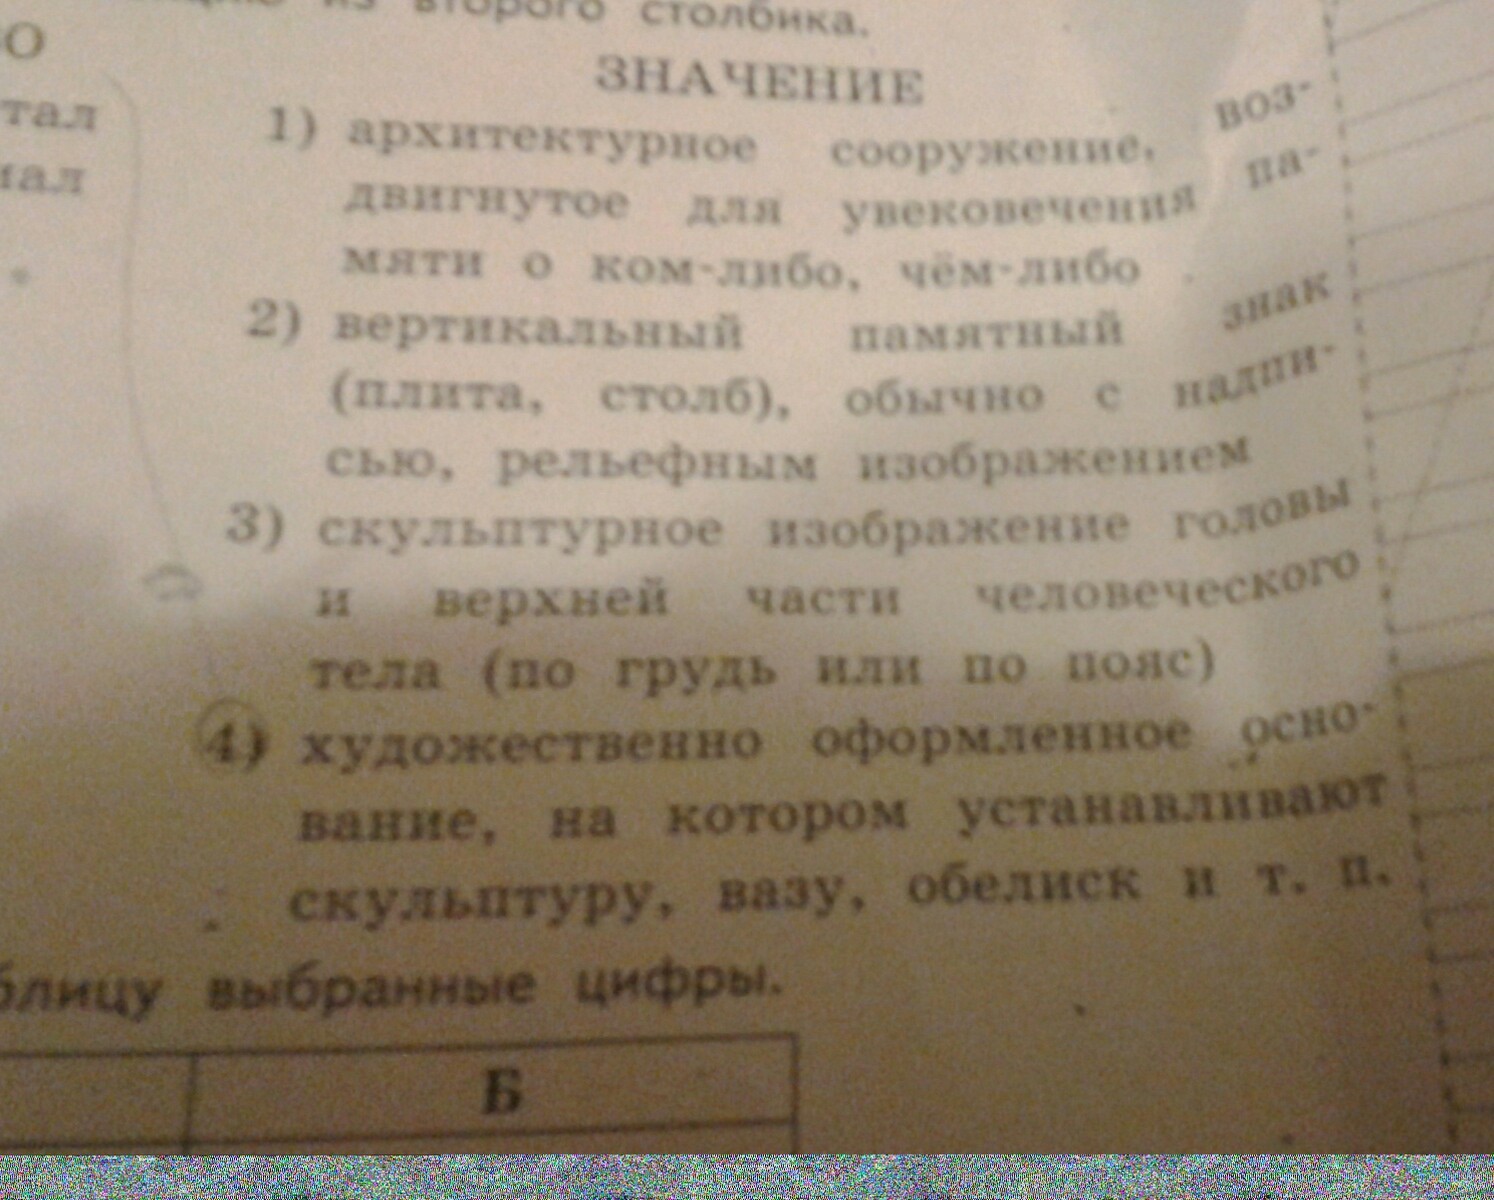 из второго столбика.
ЗНАЧЕНИЕ
1) архитектурное сооружение, воз-
двигнутое для увековечения па-
мяти о ком-либо, чём-либо
2) вертикальный памятный знак
(плита, столб), обычно с надпи-
сью, рельефным изображением
3) скульптурное изображение головы
и верхней части человеческого
тела (по грудь или по пояс)
4) художественно оформленное осно-
вание, на котором устанавливают
скульптуру, вазу, обелиск и т. п.
блицу выбранные цифры.
Б